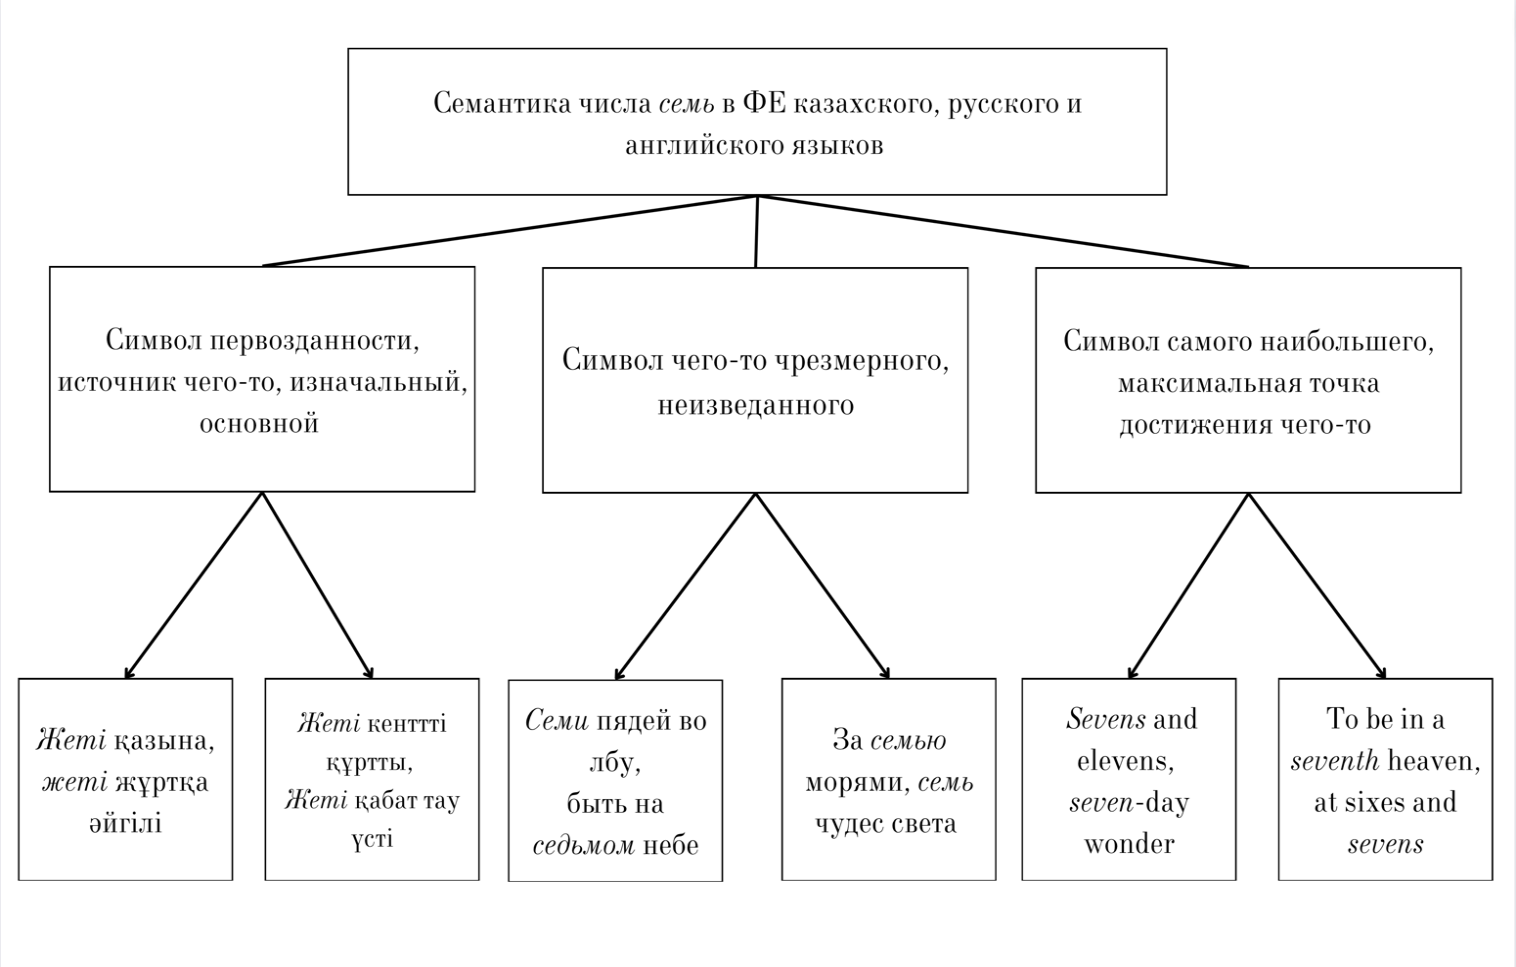 Семантика числа семь в ФЕ казахского, русского и
английского языков
Символ первозданности,
источник чего-то, изначальный,
основной
Символ чего-то чрезмерного,
неизведанного
Символ самого наибольшего,
максимальная точка
достижения чего-то
Жеті қазына,
жеті жұртқа
әйгілі
Жеті кенттті
құртты,
Жеті қабат тау
үсті
Семи пядей во
лбу,
быть на
седьмом небе
За семью
морями, семь
чудес света
Sevens and
elevens,
seven-day
wonder
To be in a
seventh heaven,
at sixes and
sevens